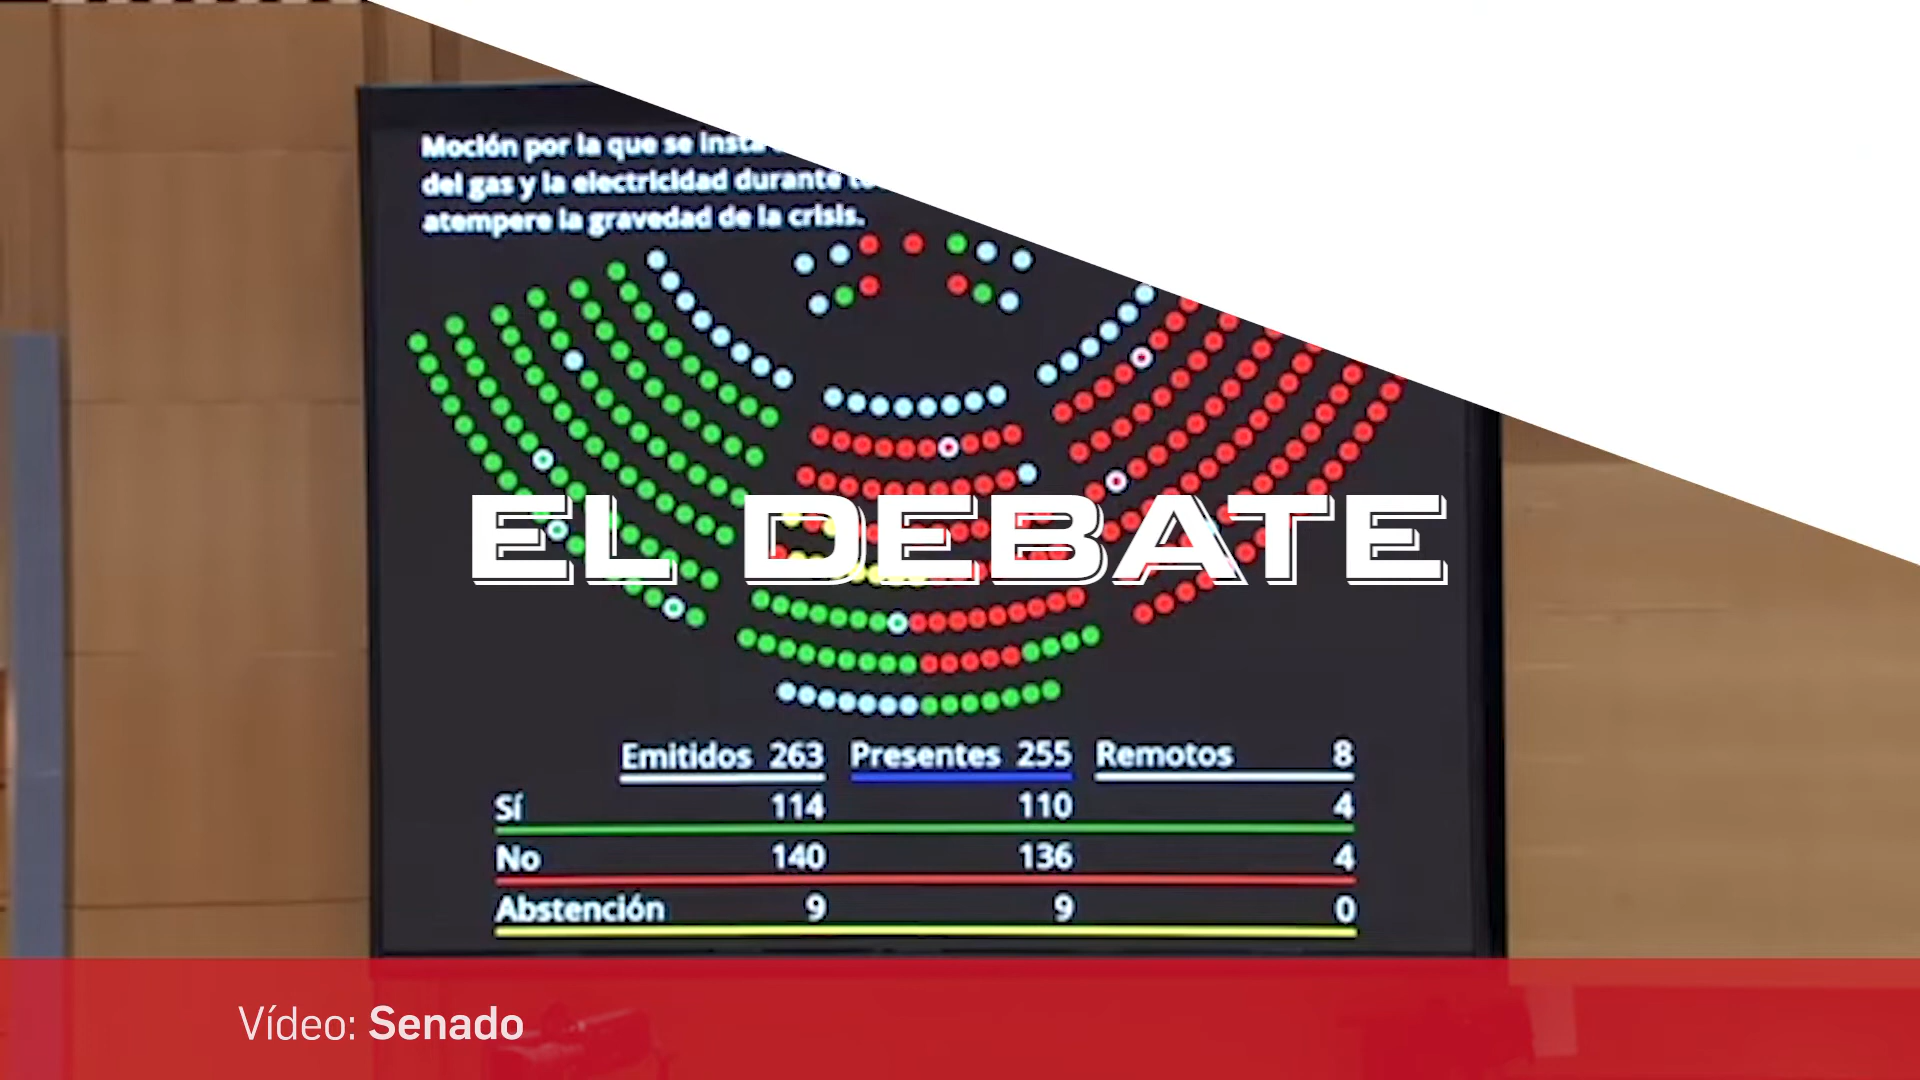 Moción por la que se
del gas y la electricidad durante
atempere la gravedad de la crisis.
EL DEBATE
Emitidos 263 Presentes 255 Remotos 8
Sí 114 110 4
No 140 136 4
Abstención 9 9 0
Vídeo: Senado